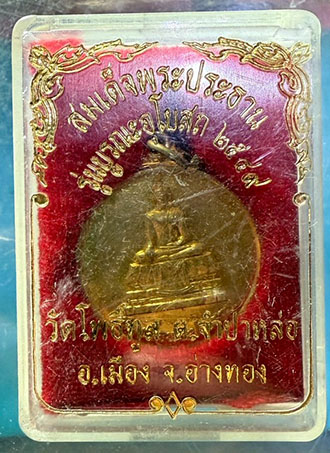 สมเด็จพระประธาน
รุ่นบูรณะอุโบสถ ๒๕๔๗
วัดโพธิ์ทูล ต.จำปาหล่อ
อ.เมือง จ.อ่างทอง